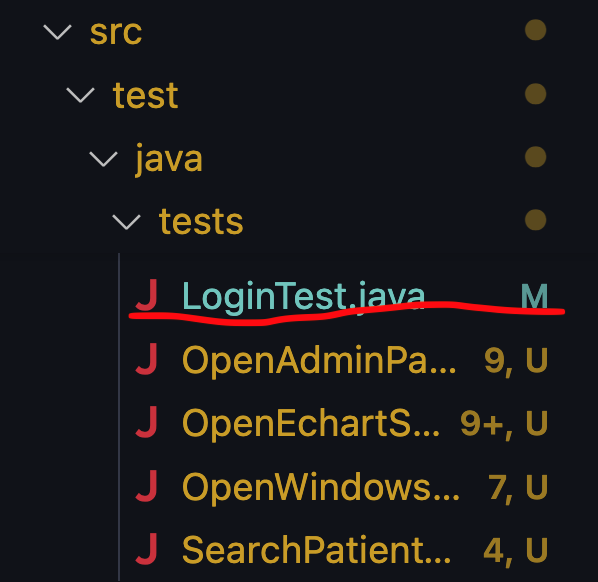 src
test
java
tests
J LoginTest.java M
J OpenAdminPa... 9, U
J OpenEchartS... 9+, U
J OpenWindows... 7, U
J SearchPatient... 4, U